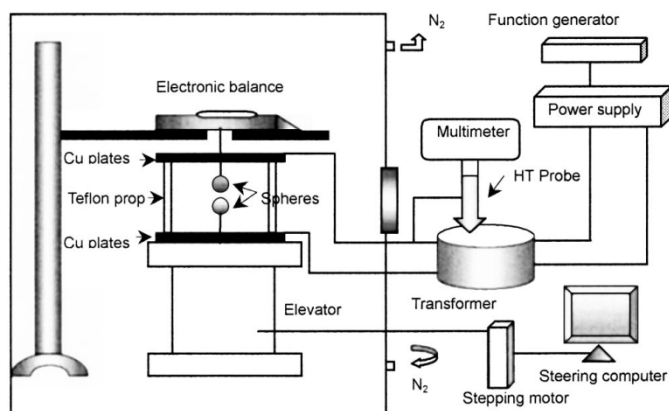 N2
Function generator
Electronic balance
Power supply
Multimeter
Cu plates
HT Probe
Teflon prop
Spheres
Cu plates
Elevator
Transformer
N2
Stepping motor
Steering computer